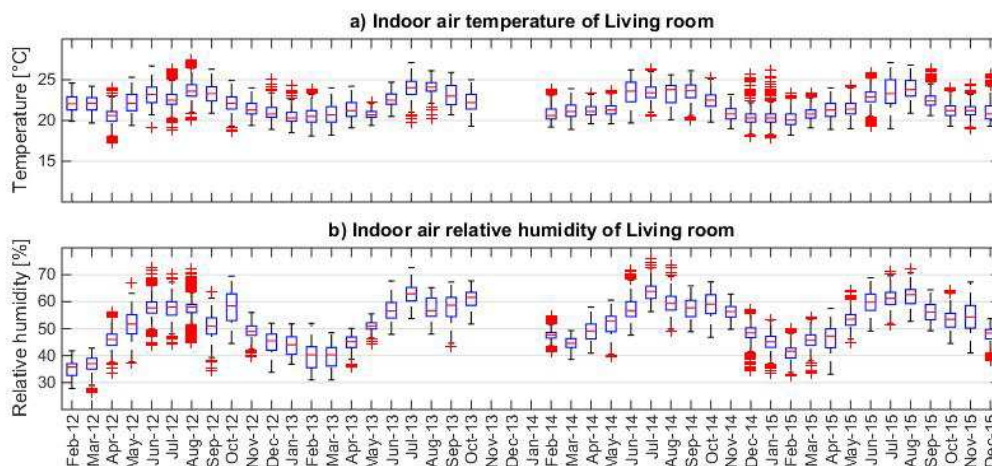 a) Indoor air temperature of Living room
Temperature [°C]
25
20
15
b) Indoor air relative humidity of Living room
Relative humidity [%]
70
60
50
40
30
Feb-12
Mar-12
Apr-12
May-12
Jun-12
Jul-12
Aug-12
Sep-12
Oct-12
Nov-12
Dec-12
Jan-13
Feb-13
Mar-13
Apr-13
May-13
Jun-13
Jul-13
Aug-13
Sep-13
Oct-13
Nov-13
Dec-13
Jan-14
Feb-14
Mar-14
Apr-14
May-14
Jun-14
Jul-14
Aug-14
Sep-14
Oct-14
Nov-14
Dec-14
Jan-15
Feb-15
Mar-15
Apr-15
May-15
Jun-15
Jul-15
Aug-15
Sep-15
Oct-15
Nov-15
Dec-15